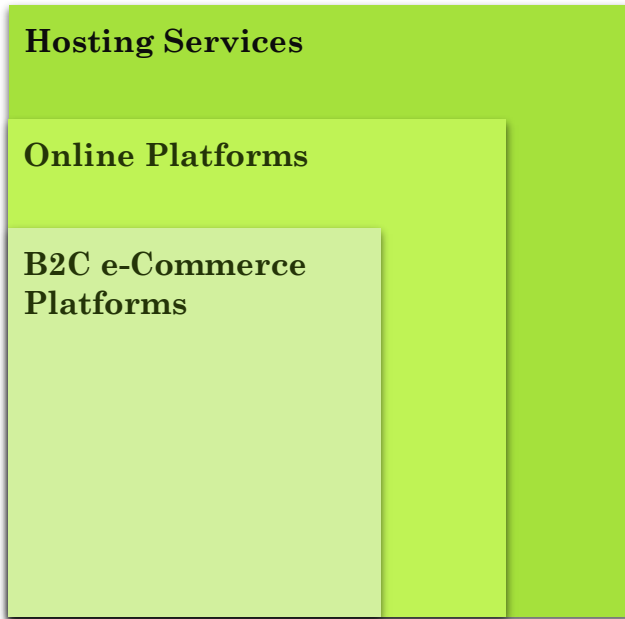 Hosting Services
Online Platforms
B2C e-Commerce
Platforms